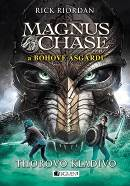 RICK RIORDAN
MAGNUS CHASE
A BOHOVÉ ÁSGARDU
THOROVO KLADIVO
FRAGMENT